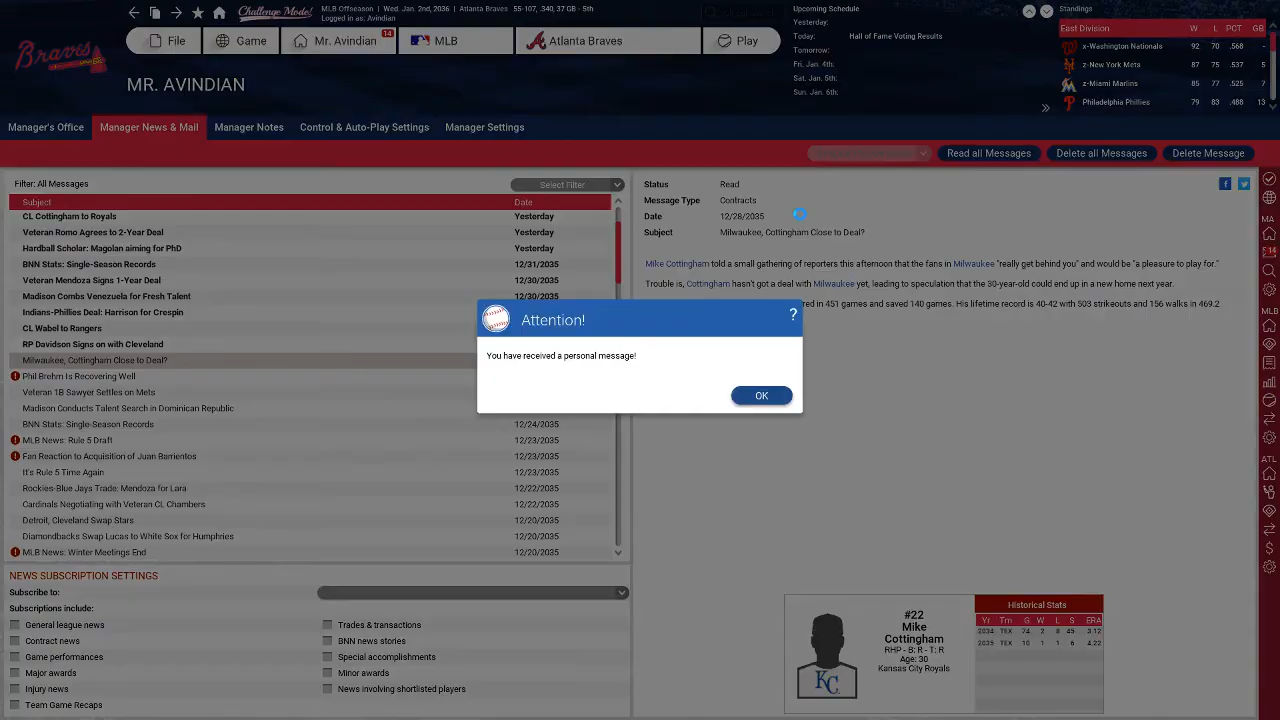 MLB Offseason | Wed. Jan. 2nd, 2036 | Atlanta Braves 55-107, .340, 37 GB - 5th
Challenge Mode!
Logged in as: Avindian
Upcoming Schedule
Yesterday:
Today: Hall of Fame Voting Results
Tomorrow:
Fri. Jan. 4th:
Sat. Jan. 5th:
Sun. Jan. 6th:
Standings
East Division W L PCT. GB
x-Washington Nationals 92 70 .568 -
z-New York Mets 87 75 .537 5
z-Miami Marlins 85 77 .525 7
Philadelphia Phillies 79 83 .488 13
Braves
File
Game
Mr. Avindian
14
MLB
Atlanta Braves
Play
MR. AVINDIAN
Manager's Office
Manager News & Mail
Manager Notes
Control & Auto-Play Settings
Manager Settings
Read all Messages
Delete all Messages
Delete Message
Filter: All Messages
Select Filter
Subject Date
CL Cottingham to Royals Yesterday
Veteran Romo Agrees to 2-Year Deal Yesterday
Hardball Scholar: Magolan aiming for PhD Yesterday
BNN Stats: Single-Season Records 12/31/2035
Veteran Mendoza Signs 1-Year Deal 12/30/2035
Madison Combs Venezuela for Fresh Talent 12/30/2035
Indians-Phillies Deal: Harrison for Crespin
CL Wabel to Rangers
RP Davidson Signs on with Cleveland
Milwaukee, Cottingham Close to Deal?
Phil Brehm Is Recovering Well
Veteran 1B Sawyer Settles on Mets
Madison Conducts Talent Search in Dominican Republic
BNN Stats: Single-Season Records 12/24/2035
MLB News: Rule 5 Draft 12/23/2035
Fan Reaction to Acquisition of Juan Barrientos 12/23/2035
It's Rule 5 Time Again 12/23/2035
Rockies-Blue Jays Trade: Mendoza for Lara 12/22/2035
Cardinals Negotiating with Veteran CL Chambers 12/22/2035
Detroit, Cleveland Swap Stars 12/20/2035
Diamondbacks Swap Lucas to White Sox for Humphries 12/20/2035
MLB News: Winter Meetings End 12/20/2035
Status Read
Message Type Contracts
Date 12/28/2035
Subject Milwaukee, Cottingham Close to Deal?
Mike Cottingham told a small gathering of reporters this afternoon that the fans in Milwaukee "really get behind you" and would be "a pleasure to play for."
Trouble is, Cottingham hasn't got a deal with Milwaukee yet, leading to speculation that the 30-year-old could end up in a new home next year.
red in 451 games and saved 140 games. His lifetime record is 40-42 with 503 strikeouts and 156 walks in 469.2
Attention!
?
You have received a personal message!
OK
NEWS SUBSCRIPTION SETTINGS
Subscribe to:
Subscriptions include:
General league news
Trades & transactions
Contract news
BNN news stories
Game performances
Special accomplishments
Major awards
Minor awards
Injury news
News involving shortlisted players
Team Game Recaps
#22
Mike
Cottingham
RHP - B: R - T: R
Age: 30
Kansas City Royals
KC
Historical Stats
Yr Tm G W L S ERA
2034 TEX 74 2 8 45 3.12
2035 TEX 10 1 1 6 4.22
MA
14
MLB
ATL
$